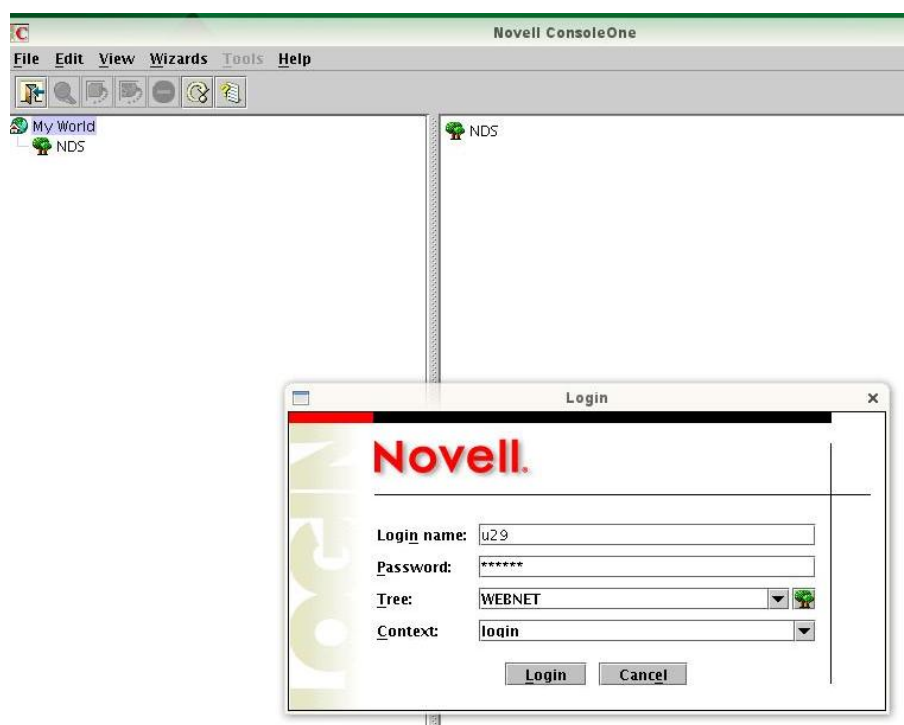 Novell ConsoleOne
File Edit View Wizards Tools Help
My World
NDS
NDS
Login
LOGIN
Novell.
Login name: u29
Password: ******
Tree: WEBNET
Context: login
Login Cancel